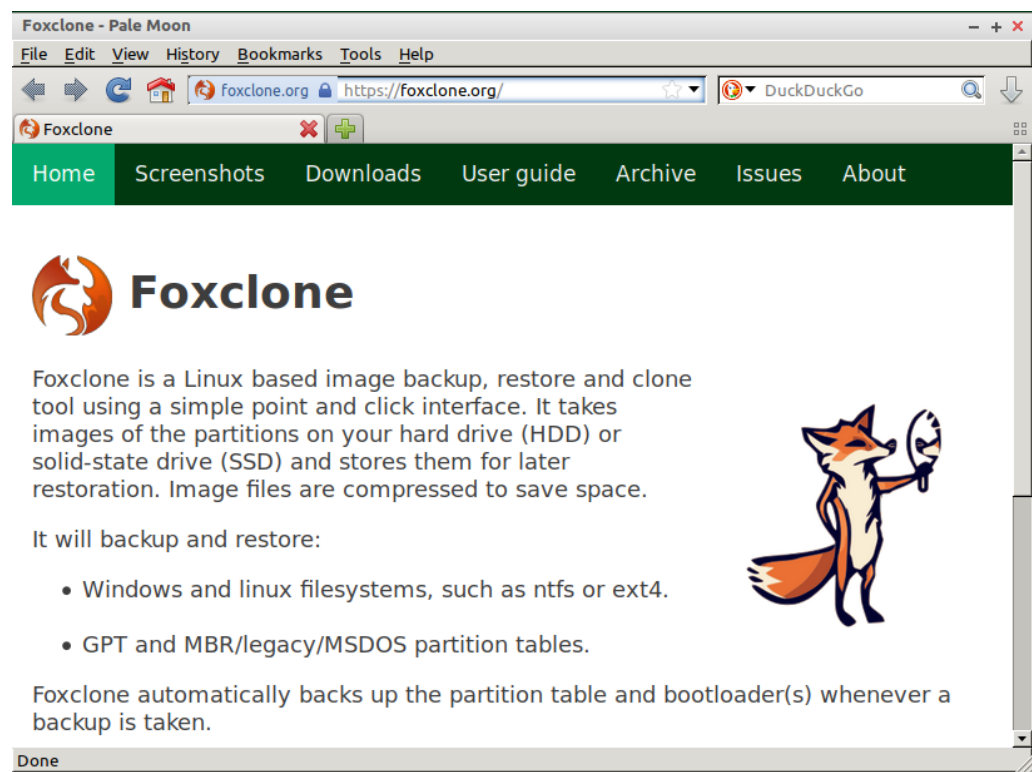 Foxclone - Pale Moon
File Edit View History Bookmarks Tools Help
foxclone.org https://foxclone.org/ DuckDuckGo
Foxclone
Home Screenshots Downloads User guide Archive Issues About
Foxclone
Foxclone is a Linux based image backup, restore and clone
tool using a simple point and click interface. It takes
images of the partitions on your hard drive (HDD) or
solid-state drive (SSD) and stores them for later
restoration. Image files are compressed to save space.
It will backup and restore:
• Windows and linux filesystems, such as ntfs or ext4.
• GPT and MBR/legacy/MSDOS partition tables.
Foxclone automatically backs up the partition table and bootloader(s) whenever a
backup is taken.
Done